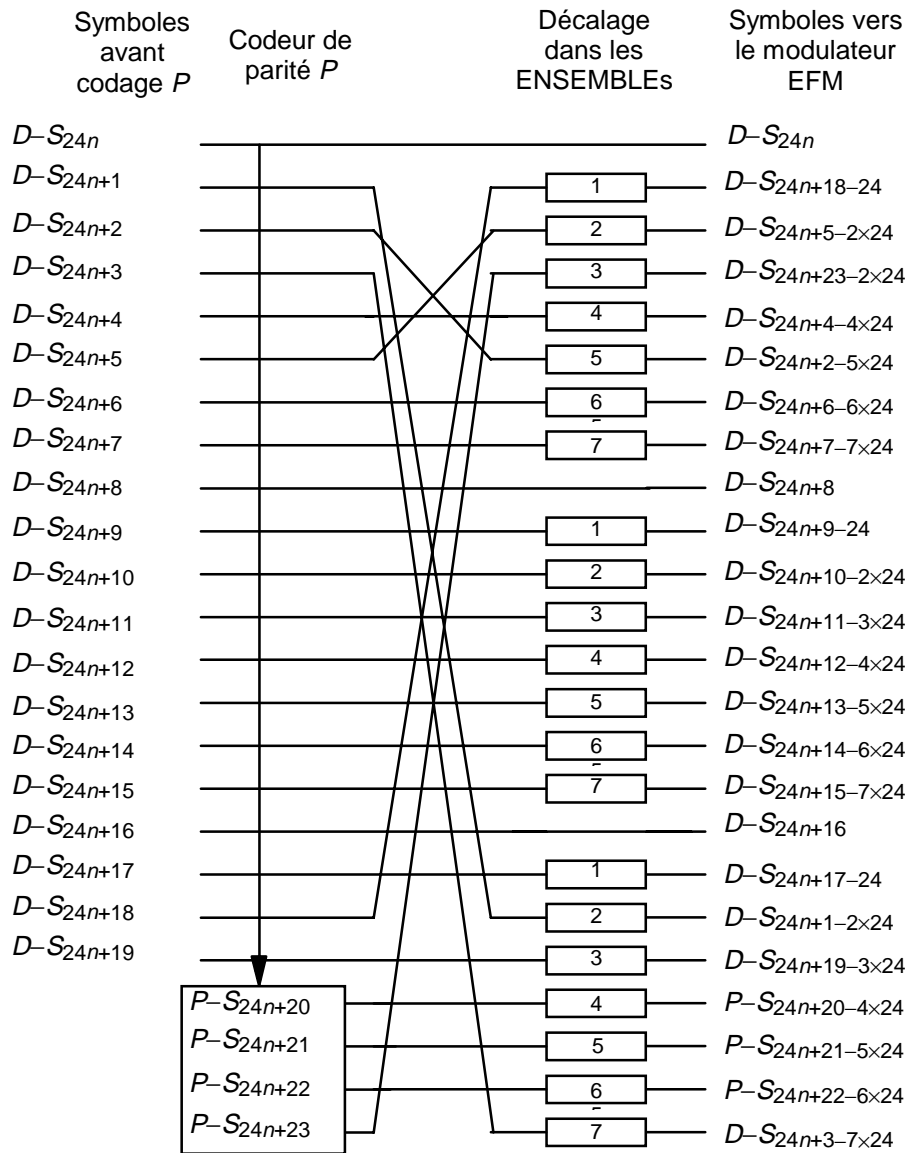 Symboles avant codage P
Codeur de parité P
Décalage dans les ENSEMBLEs
Symboles vers le modulateur EFM
D–S24n D–S24n
D–S24n+1 1 D–S24n+18–24
D–S24n+2 2 D–S24n+5–2×24
D–S24n+3 3 D–S24n+23–2×24
D–S24n+4 4 D–S24n+4–4×24
D–S24n+5 5 D–S24n+2–5×24
D–S24n+6 6 D–S24n+6–6×24
D–S24n+7 7 D–S24n+7–7×24
D–S24n+8 D–S24n+8
D–S24n+9 1 D–S24n+9–24
D–S24n+10 2 D–S24n+10–2×24
D–S24n+11 3 D–S24n+11–3×24
D–S24n+12 4 D–S24n+12–4×24
D–S24n+13 5 D–S24n+13–5×24
D–S24n+14 6 D–S24n+14–6×24
D–S24n+15 7 D–S24n+15–7×24
D–S24n+16 D–S24n+16
D–S24n+17 1 D–S24n+17–24
D–S24n+18 2 D–S24n+1–2×24
D–S24n+19 3 D–S24n+19–3×24
P–S24n+20 4 P–S24n+20–4×24
P–S24n+21 5 P–S24n+21–5×24
P–S24n+22 6 P–S24n+22–6×24
P–S24n+23 7 D–S24n+3–7×24